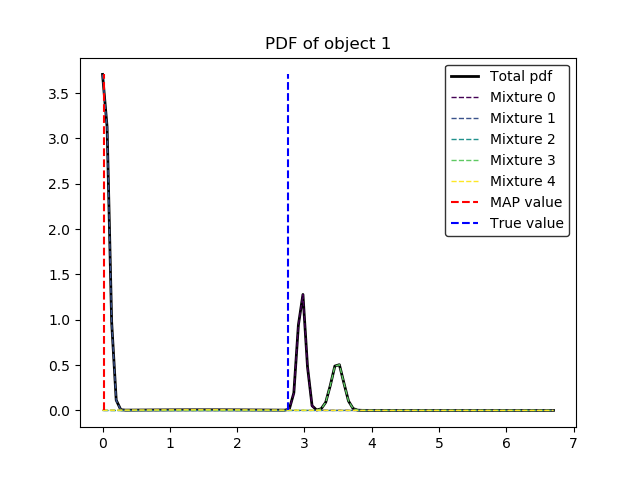 PDF of object 1
Total pdf
Mixture 0
Mixture 1
Mixture 2
Mixture 3
Mixture 4
MAP value
True value
3.5
3.0
2.5
2.0
1.5
1.0
0.5
0.0
0 1 2 3 4 5 6 7